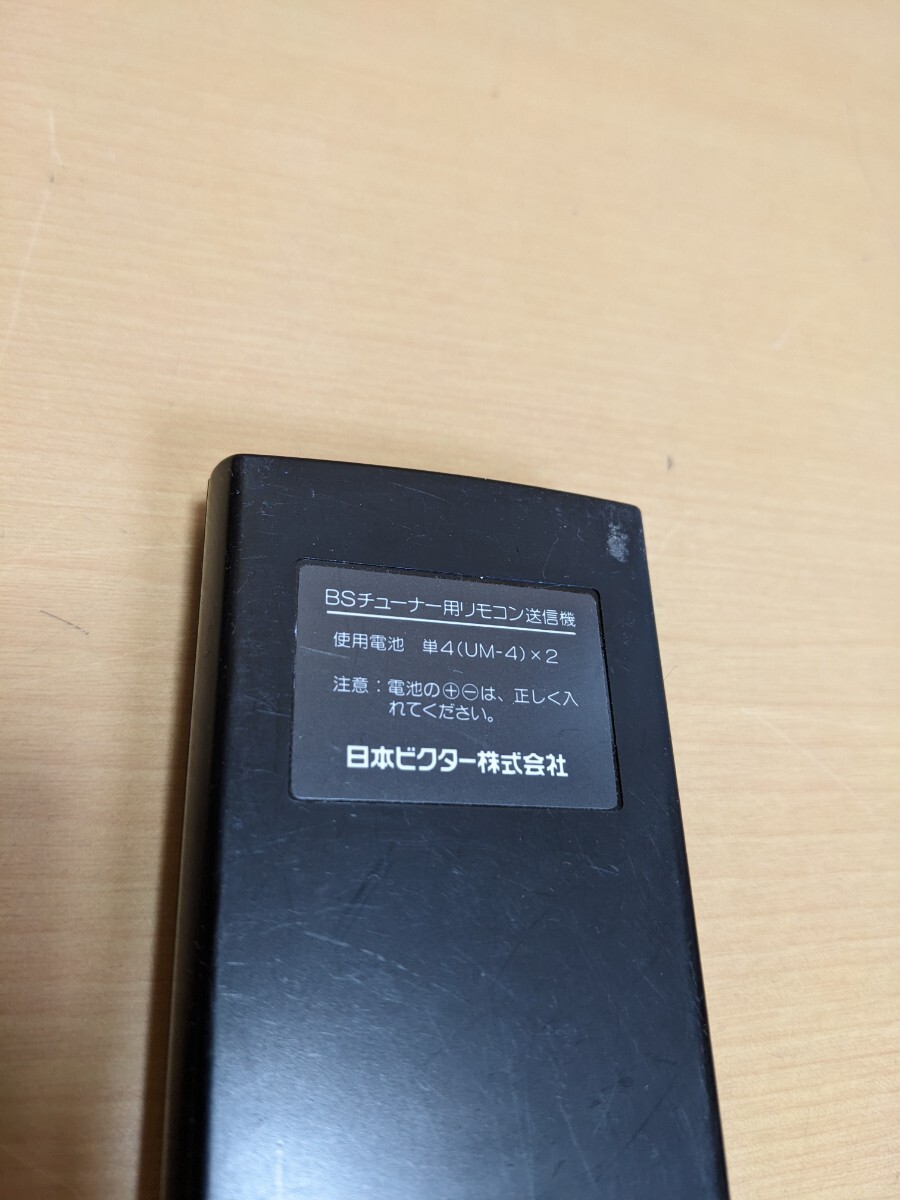 BSチューナー用リモコン送信機
使用電池 単4(UM-4)×2
注意:電池の⊕⊖は、正しく入
れてください。
日本ビクター株式会社